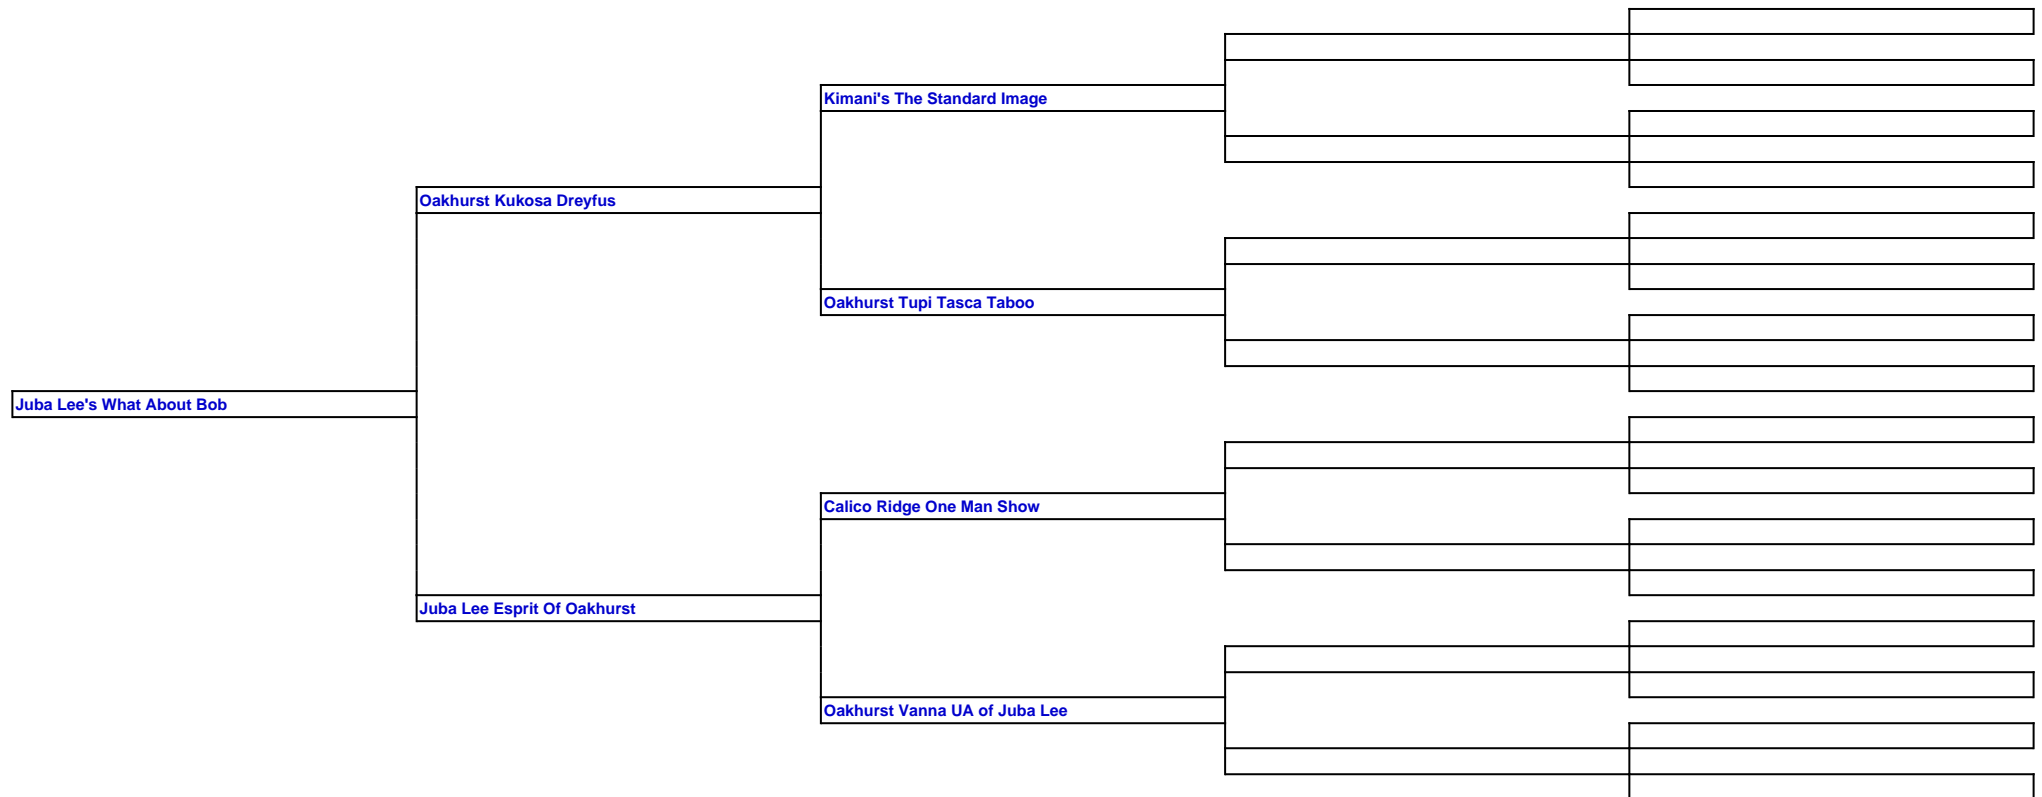 Kimani's The Standard Image
Oakhurst Kukosa Dreyfus
Oakhurst Tupi Tasca Taboo
Juba Lee's What About Bob
Calico Ridge One Man Show
Juba Lee Esprit Of Oakhurst
Oakhurst Vanna UA of Juba Lee